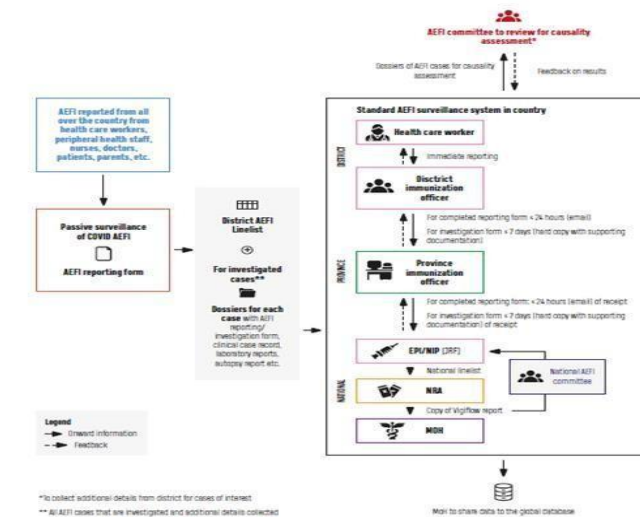 AEFI committee to review for causality
assessment*
Dossiers of AEFI cases for causality
assessment
Feedback on results
AEFI reported from all
over the country from
health care workers,
peripheral health staff,
nurses, doctors,
patients, parents, etc.
Passive surveillance
of COVID AEFI
AEFI reporting form
District AEFI
Linelist
For investigated
cases**
Dossiers for each
case with AEFI
reporting/
investigation form,
clinical case record,
laboratory reports,
autopsy report etc.
Standard AEFI surveillance system in country
DISTRICT
Health care worker
Immediate reporting
Disctrict
immunization
officer
For completed reporting form < 24 hours (email)
For investigation form < 7 days (hard copy with supporting
documentation)
PROVINCE
Province
immunization
officer
For completed reporting form: < 24 hours (email) of receipt
For investigation form < 7 days (hard copy with supporting
documentation) of receipt
NATIONAL
EPI/NIP (JRF)
National linelist
NRA
Copy of Vigiflow report
MOH
National AEFI
committee
Legend
Onward information
Feedback
*To collect additional details from district for cases of interest
** All AEFI cases that are investigated and additional details collected
MoH to share data to the global database